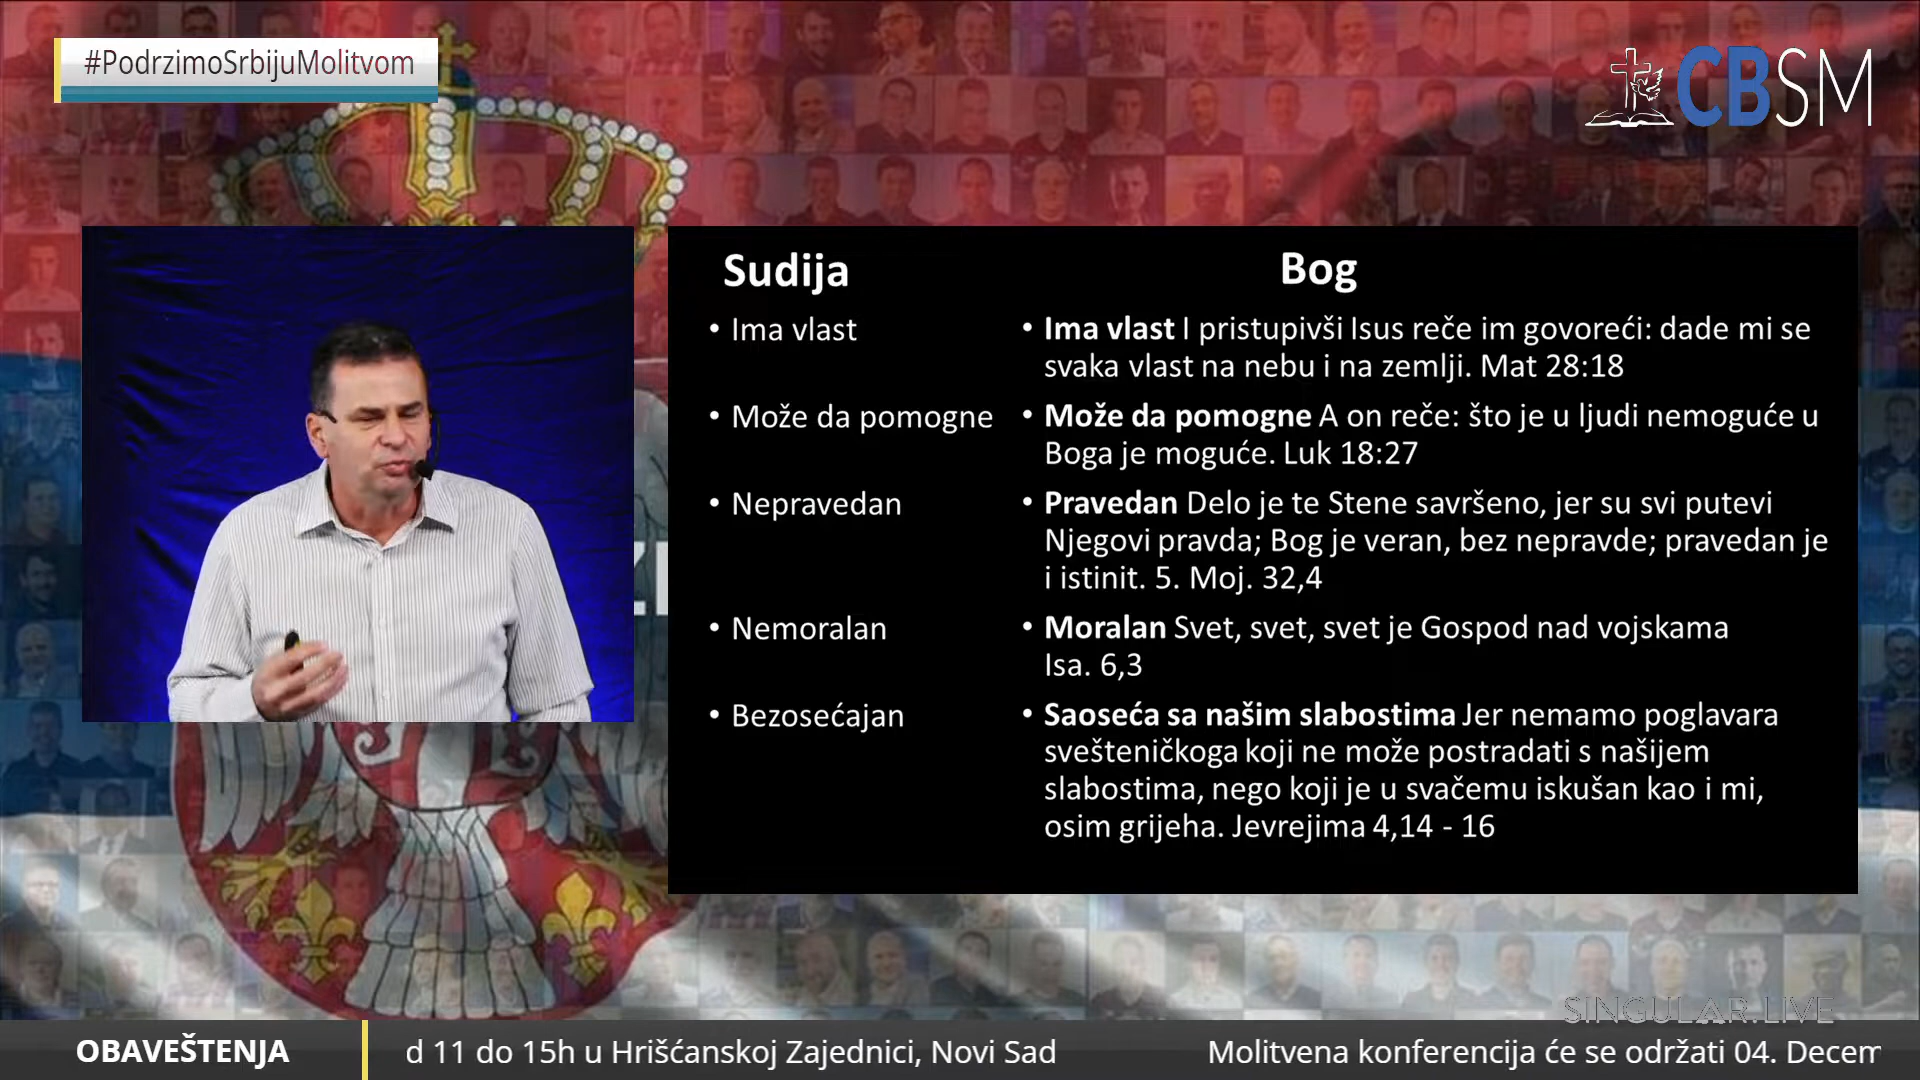 #PodrzimoSrbijuMolitvom
CBSM
Sudija
Bog
• Ima vlast
• Može da pomogne
• Nepravedan
• Nemoralan
• Bezosećajan
• Ima vlast I pristupivši Isus reče im govoreći: dade mi se
svaka vlast na nebu i na zemlji. Mat 28:18
• Može da pomogne A on reče: što je u ljudi nemoguće u
Boga je moguće. Luk 18:27
• Pravedan Delo je te Stene savršeno, jer su svi putevi
Njegovi pravda; Bog je veran, bez nepravde; pravedan je
i istinit. 5. Moj. 32,4
• Moralan Svet, svet, svet je Gospod nad vojskama
Isa. 6,3
• Saoseća sa našim slabostima Jer nemamo poglavara
svešteničkoga koji ne može postradati s našijem
slabostima, nego koji je u svačemu iskušan kao i mi,
osim grijeha. Jevrejima 4,14 - 16
SINGULAR.LIVE
OBAVEŠTENJA
d 11 do 15h u Hrišćanskoj Zajednici, Novi Sad
Molitvena konferencija će se održati 04. Decem